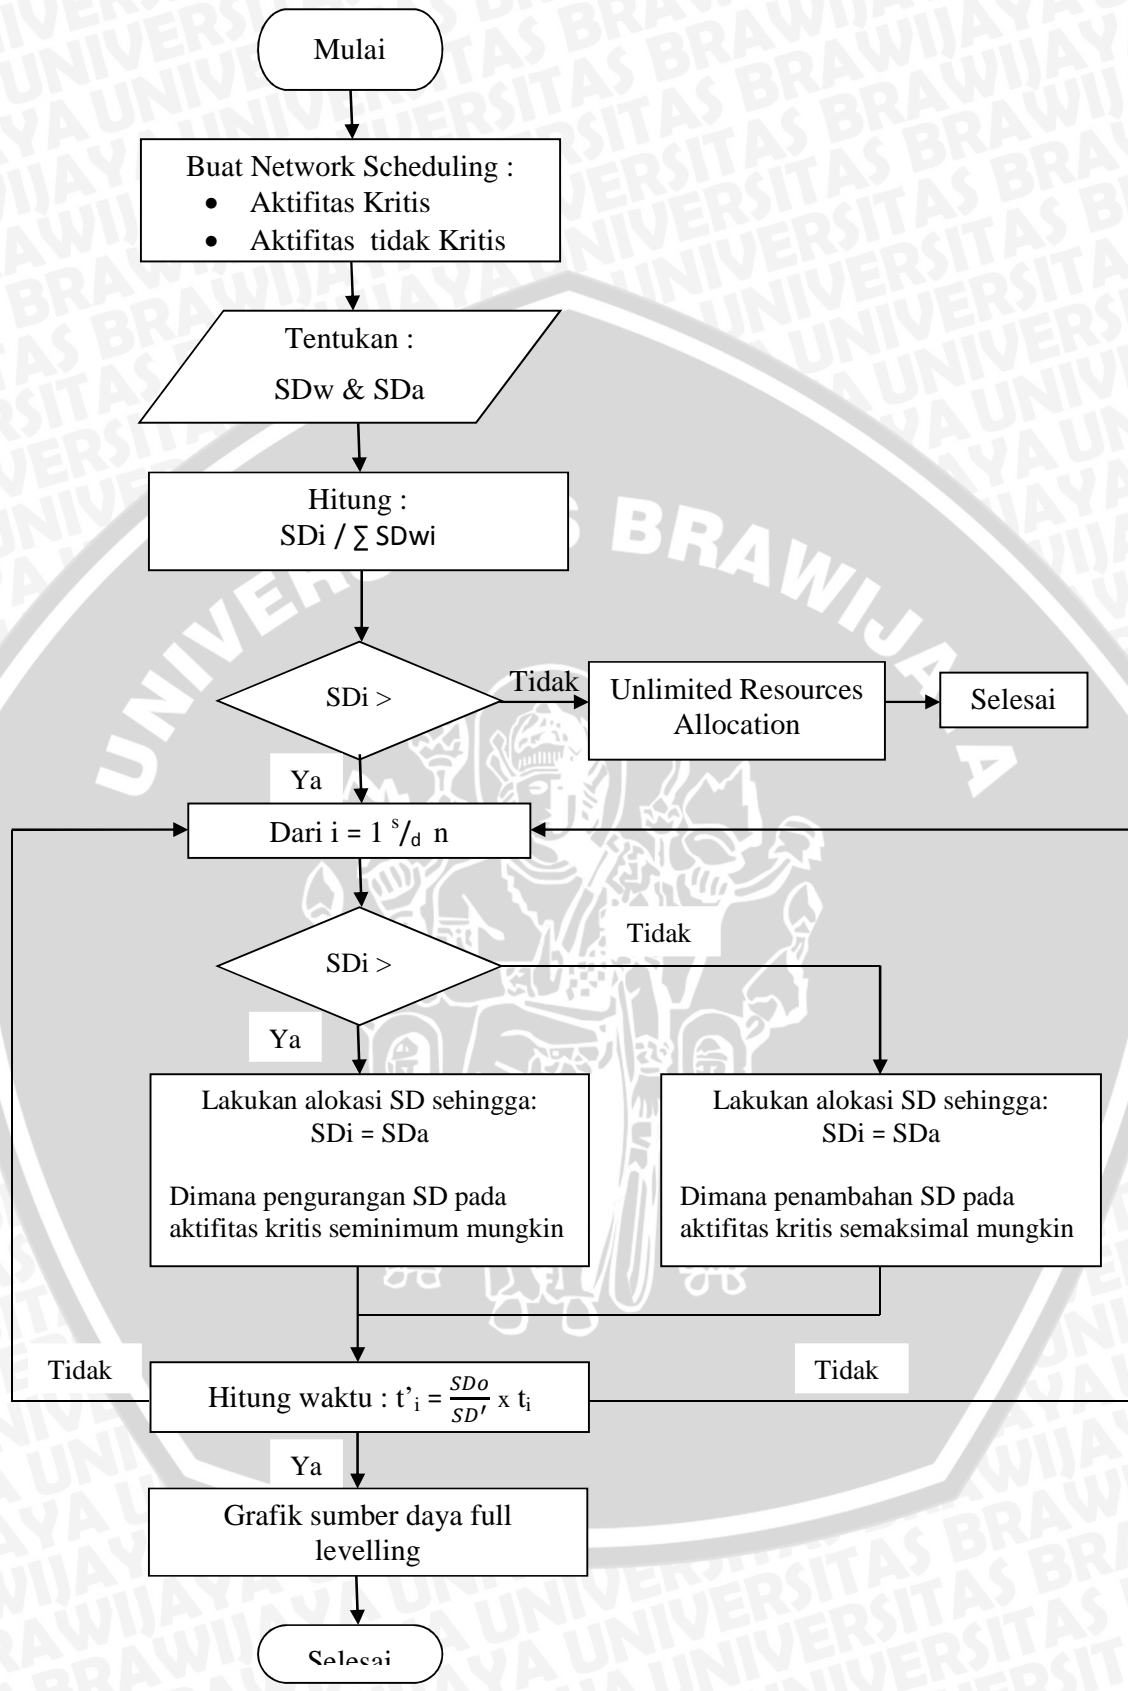 Mulai
Buat Network Scheduling :
• Aktifitas Kritis
• Aktifitas tidak Kritis
Tentukan :
SDw & SDa
Hitung :
SDi / ∑ SDwi
SDi >
Tidak
Unlimited Resources
Allocation
Selesai
Ya
Dari i = 1 s/d n
SDi >
Tidak
Ya
Lakukan alokasi SD sehingga:
SDi = SDa
Dimana pengurangan SD pada
aktifitas kritis seminimum mungkin
Lakukan alokasi SD sehingga:
SDi = SDa
Dimana penambahan SD pada
aktifitas kritis semaksimal mungkin
Tidak
Hitung waktu : t’i = SDo/SD′ x ti
Tidak
Ya
Grafik sumber daya full
levelling
Selesai
UNIVERSITAS BRAWIJAYA